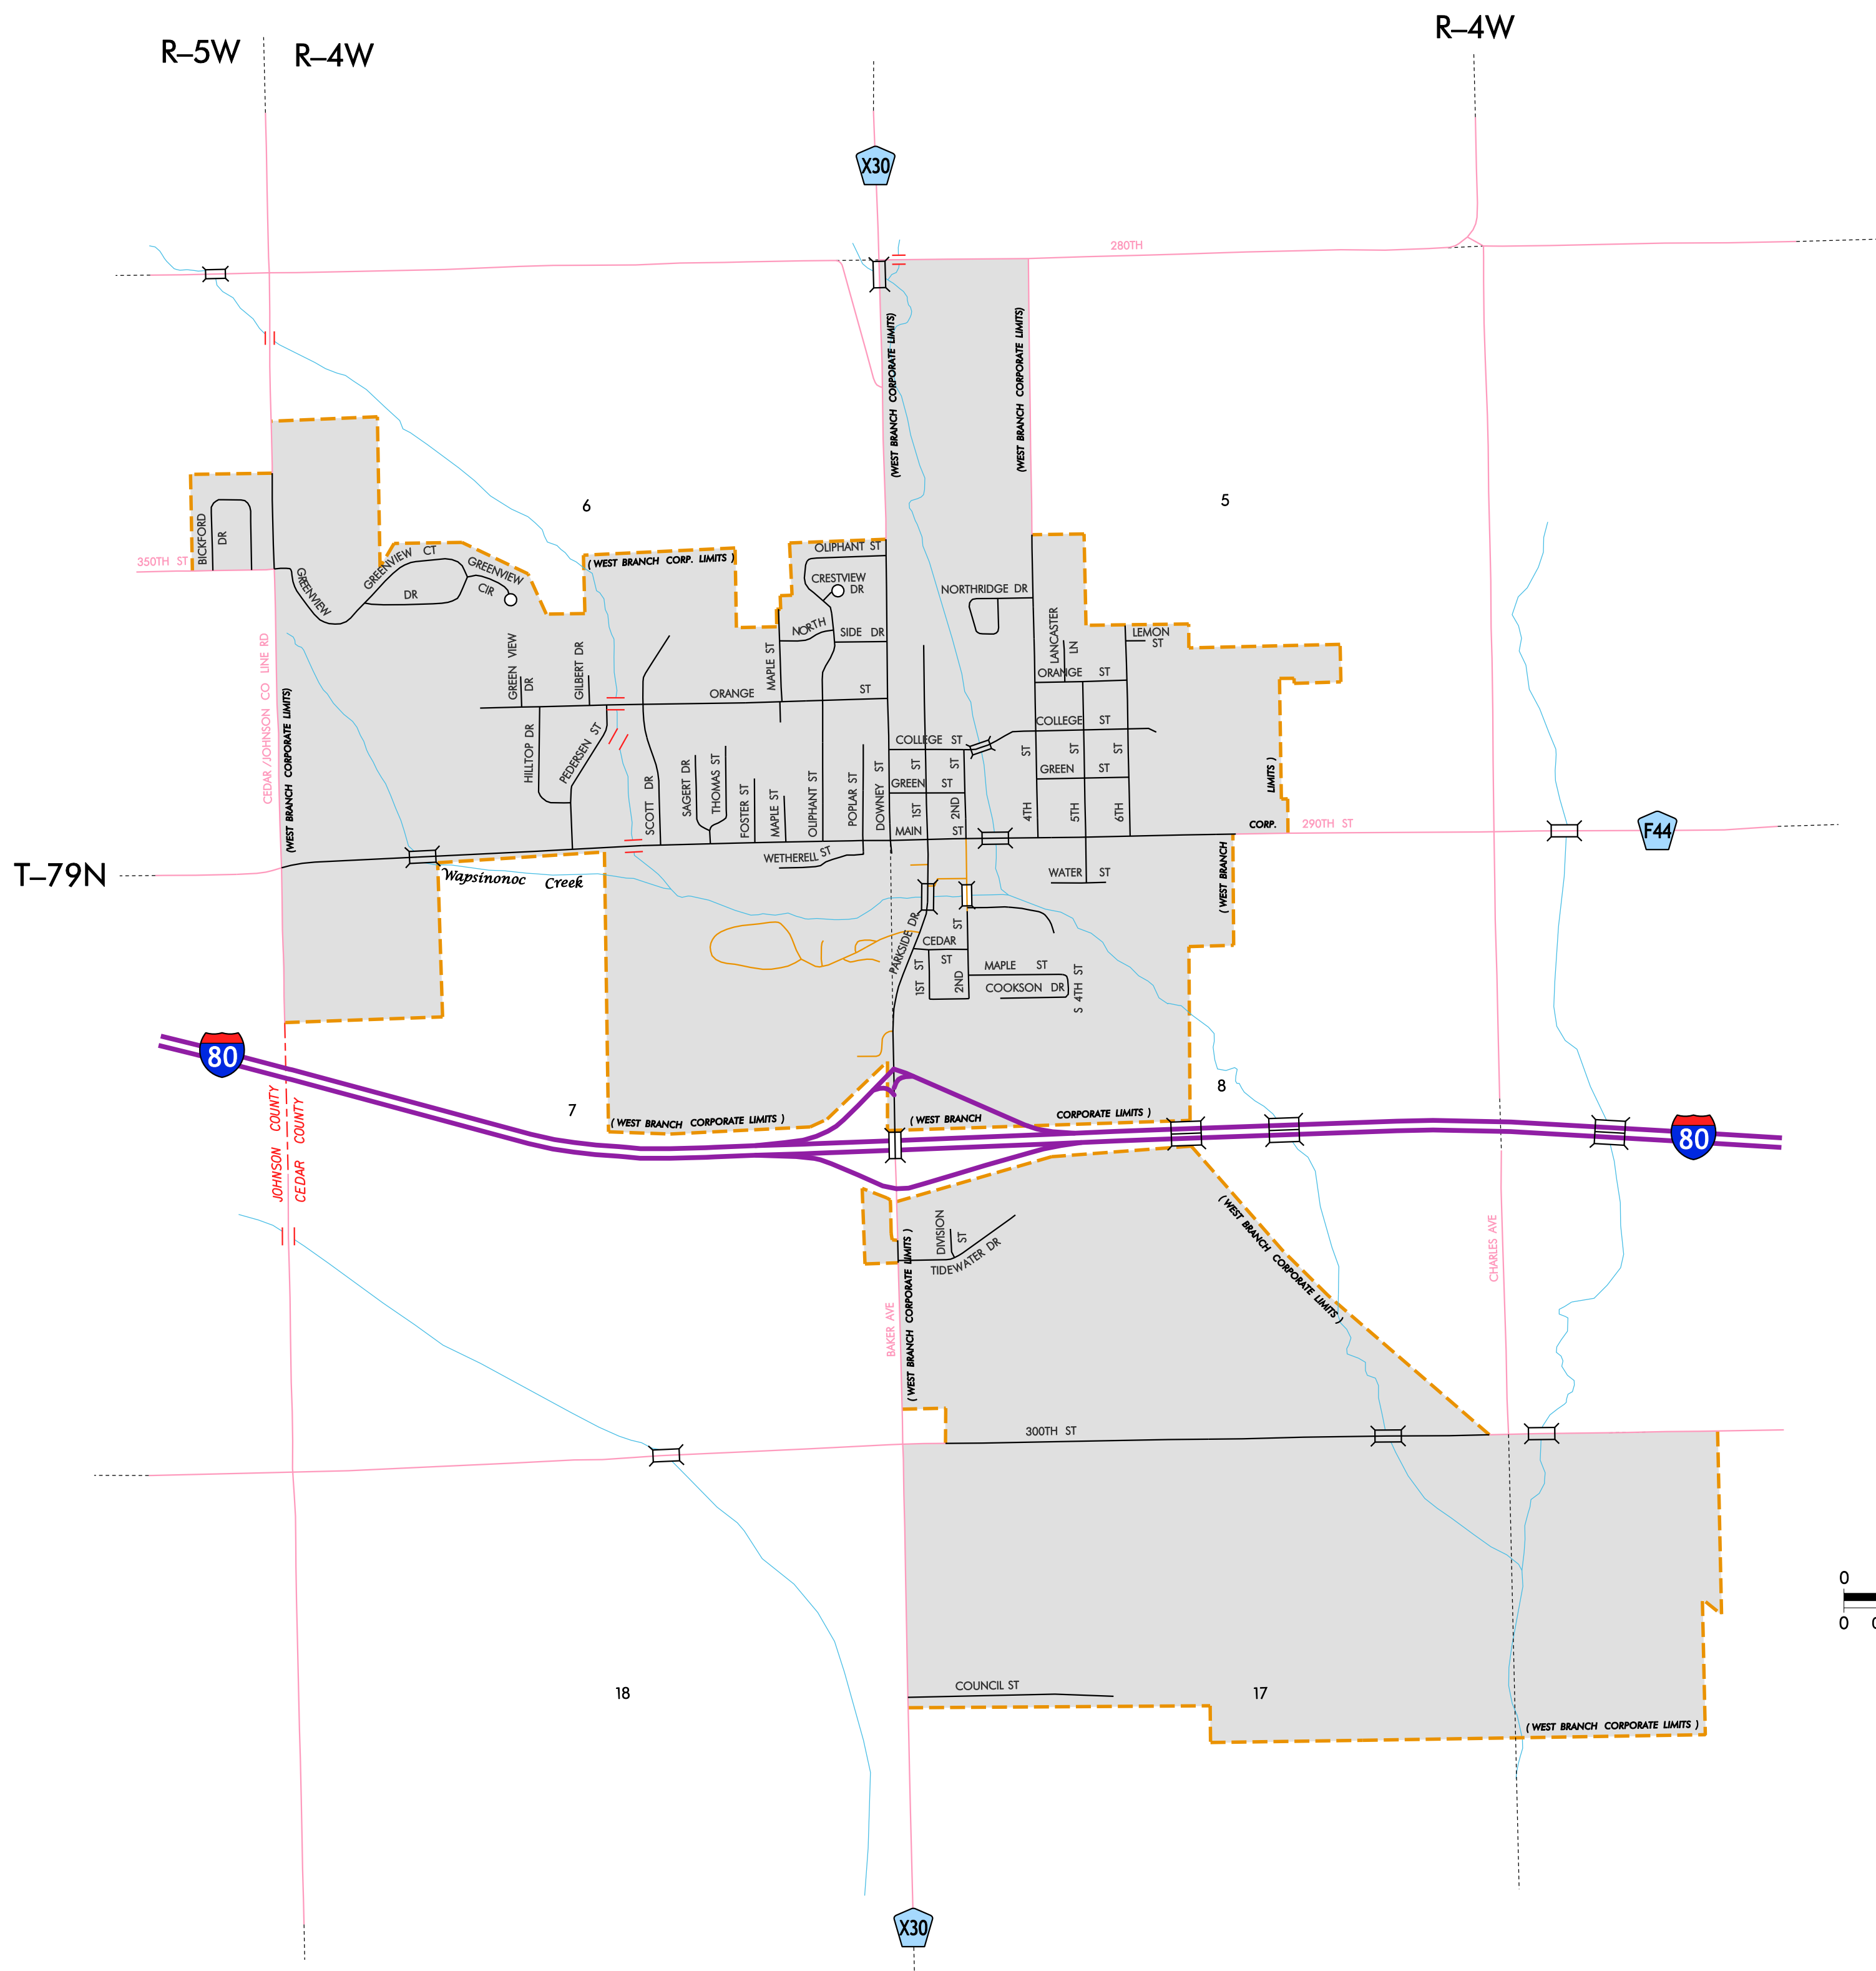 R–5W
R–4W
R–4W
X30
280TH
(WEST BRANCH CORPORATE LIMITS)
(WEST BRANCH CORPORATE LIMITS)
6
5
BICKFORD
DR
350TH ST
GREENVIEW CT
GREENVIEW
CIR
GREENVIEW
DR
( WEST BRANCH CORP. LIMITS )
OLIPHANT ST
CRESTVIEW
DR
NORTH
SIDE DR
NORTHRIDGE DR
LANCASTER
LN
LEMON
ST
CEDAR /JOHNSON CO LINE RD
(WEST BRANCH CORPORATE LIMITS)
GREEN VIEW
DR
GILBERT DR
MAPLE ST
ORANGE ST
ORANGE ST
COLLEGE ST
COLLEGE ST
HILLTOP DR
PEDERSEN ST
SCOTT DR
SAGERT DR
THOMAS ST
FOSTER ST
MAPLE ST
OLIPHANT ST
POPLAR ST
DOWNEY ST
1ST ST
2ND ST
GREEN ST
4TH ST
5TH ST
6TH ST
GREEN ST
LIMITS )
MAIN ST
CORP.
290TH ST
F44
T–79N
WETHERELL ST
Wapsinonoc Creek
WATER ST
(WEST BRANCH
PARKSIDE DR
CEDAR
ST
1ST ST
2ND ST
MAPLE ST
COOKSON DR
S 4TH ST
80
JOHNSON COUNTY
CEDAR COUNTY
7
8
( WEST BRANCH CORPORATE LIMITS )
( WEST BRANCH CORPORATE LIMITS )
80
DIVISION
ST
TIDEWATER DR
( WEST BRANCH CORPORATE LIMITS )
CHARLES AVE
BAKER AVE
( WEST BRANCH CORPORATE LIMITS )
300TH ST
0
0
18
COUNCIL ST
17
( WEST BRANCH CORPORATE LIMITS )
X30